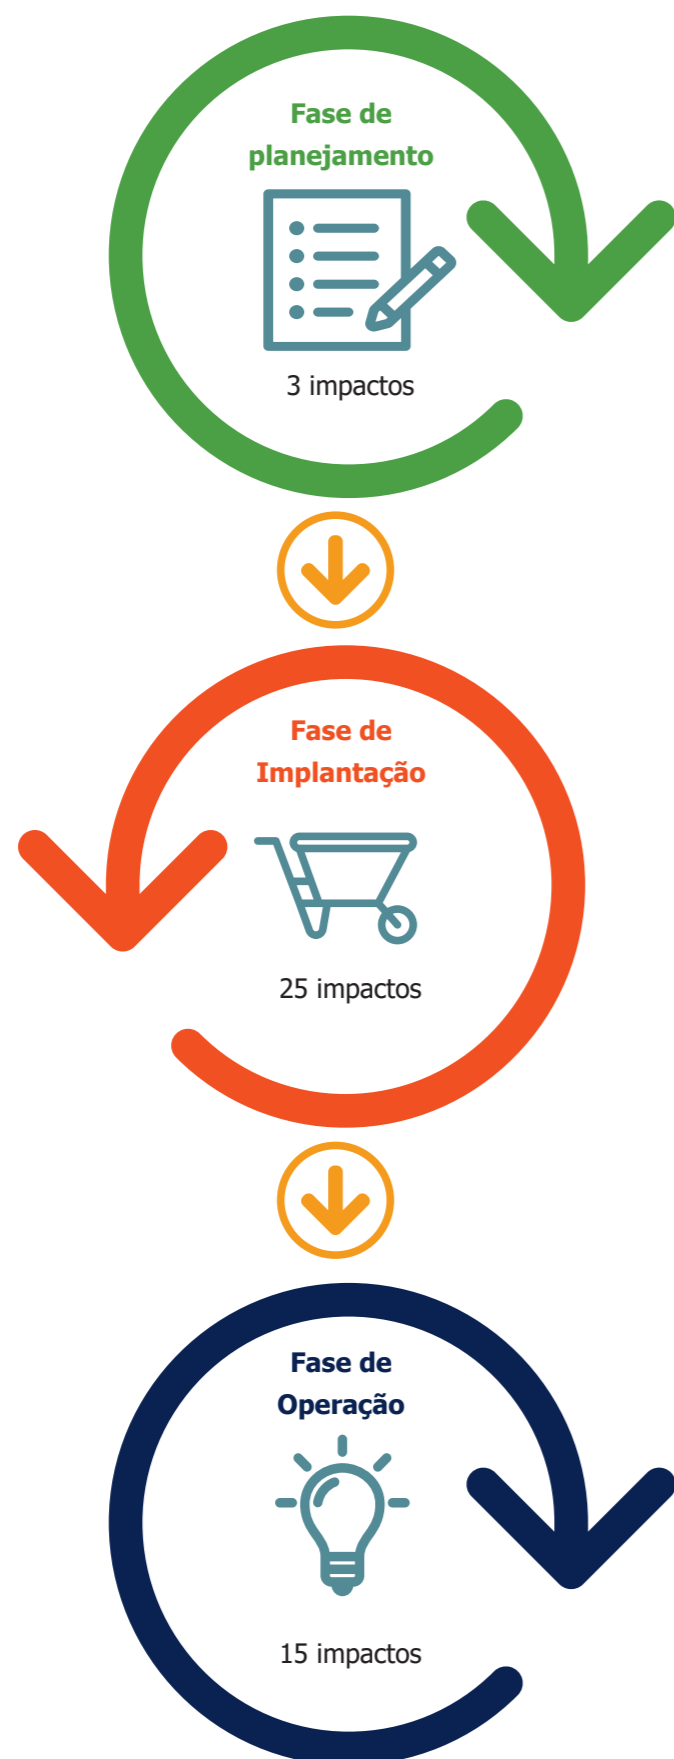 Fase de
planejamento
3 impactos
Fase de
Implantação
25 impactos
Fase de
Operação
15 impactos